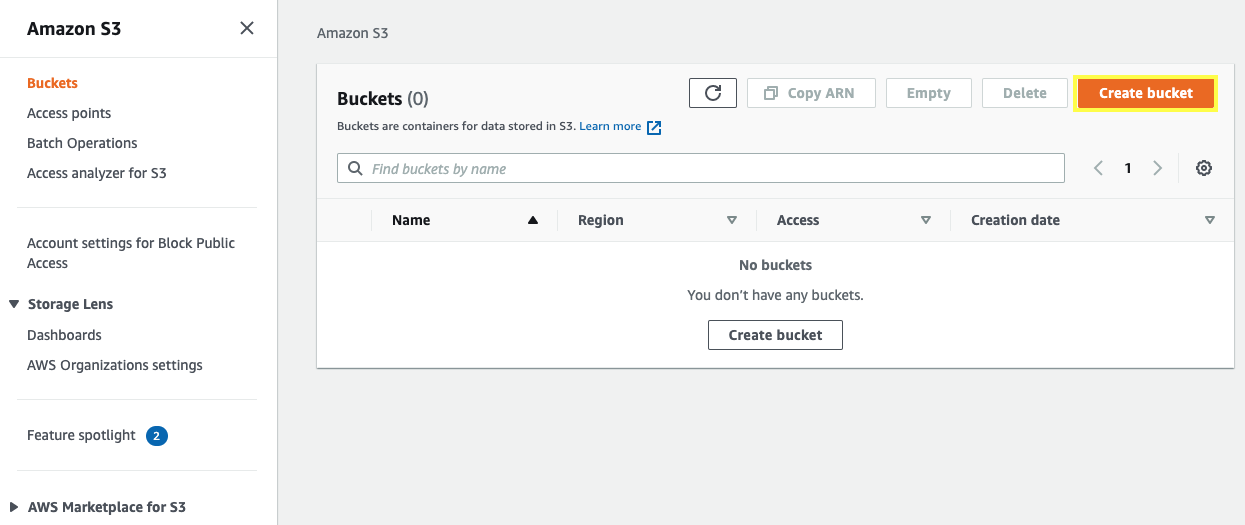 Amazon S3
Buckets
Access points
Batch Operations
Access analyzer for S3
Account settings for Block Public
Access
Storage Lens
Dashboards
AWS Organizations settings
Feature spotlight 2
AWS Marketplace for S3
Amazon S3
Buckets (0)
Copy ARN
Empty
Delete
Create bucket
Buckets are containers for data stored in S3. Learn more
Find buckets by name
1
Name Region Access Creation date
No buckets
You don't have any buckets.
Create bucket